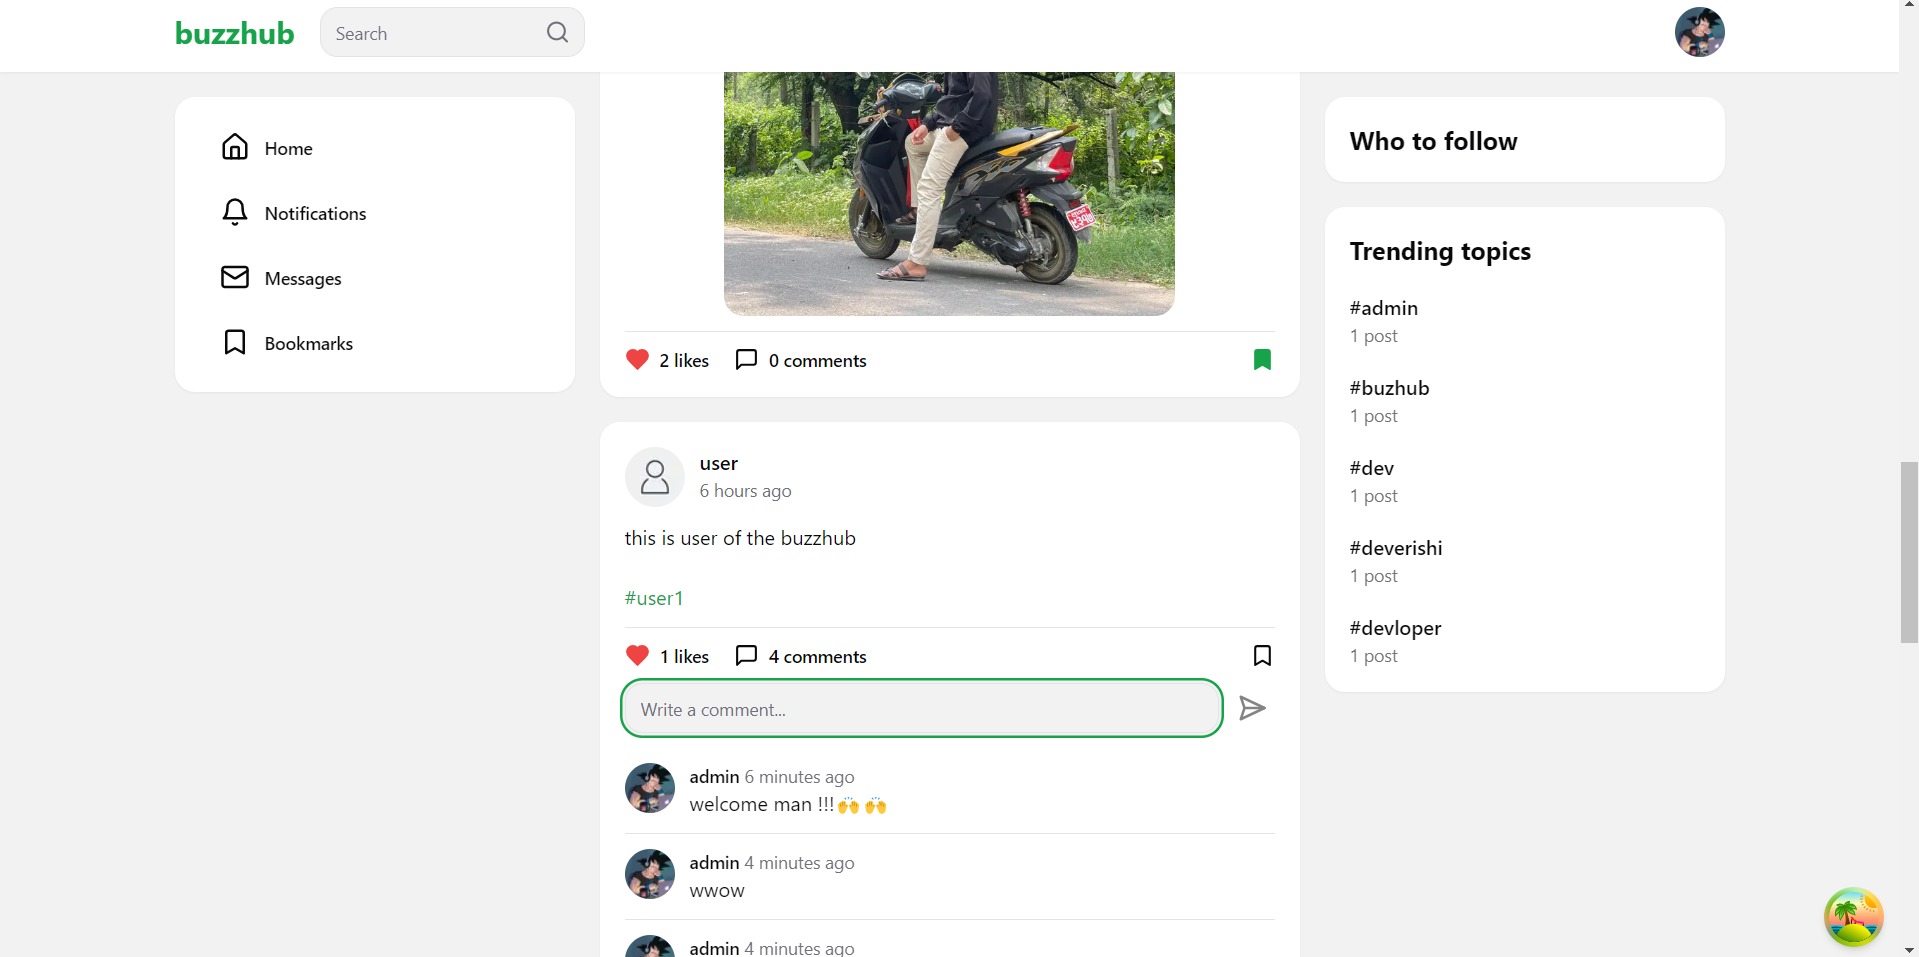 buzzhub
Search
Home
Notifications
Messages
Bookmarks
2 likes
0 comments
user
6 hours ago
this is user of the buzzhub
#user1
1 likes
4 comments
Write a comment...
admin 6 minutes ago
welcome man !!!🙌 🙌
admin 4 minutes ago
wwow
admin 4 minutes ago
Who to follow
Trending topics
#admin
1 post
#buzhub
1 post
#dev
1 post
#deverishi
1 post
#devloper
1 post